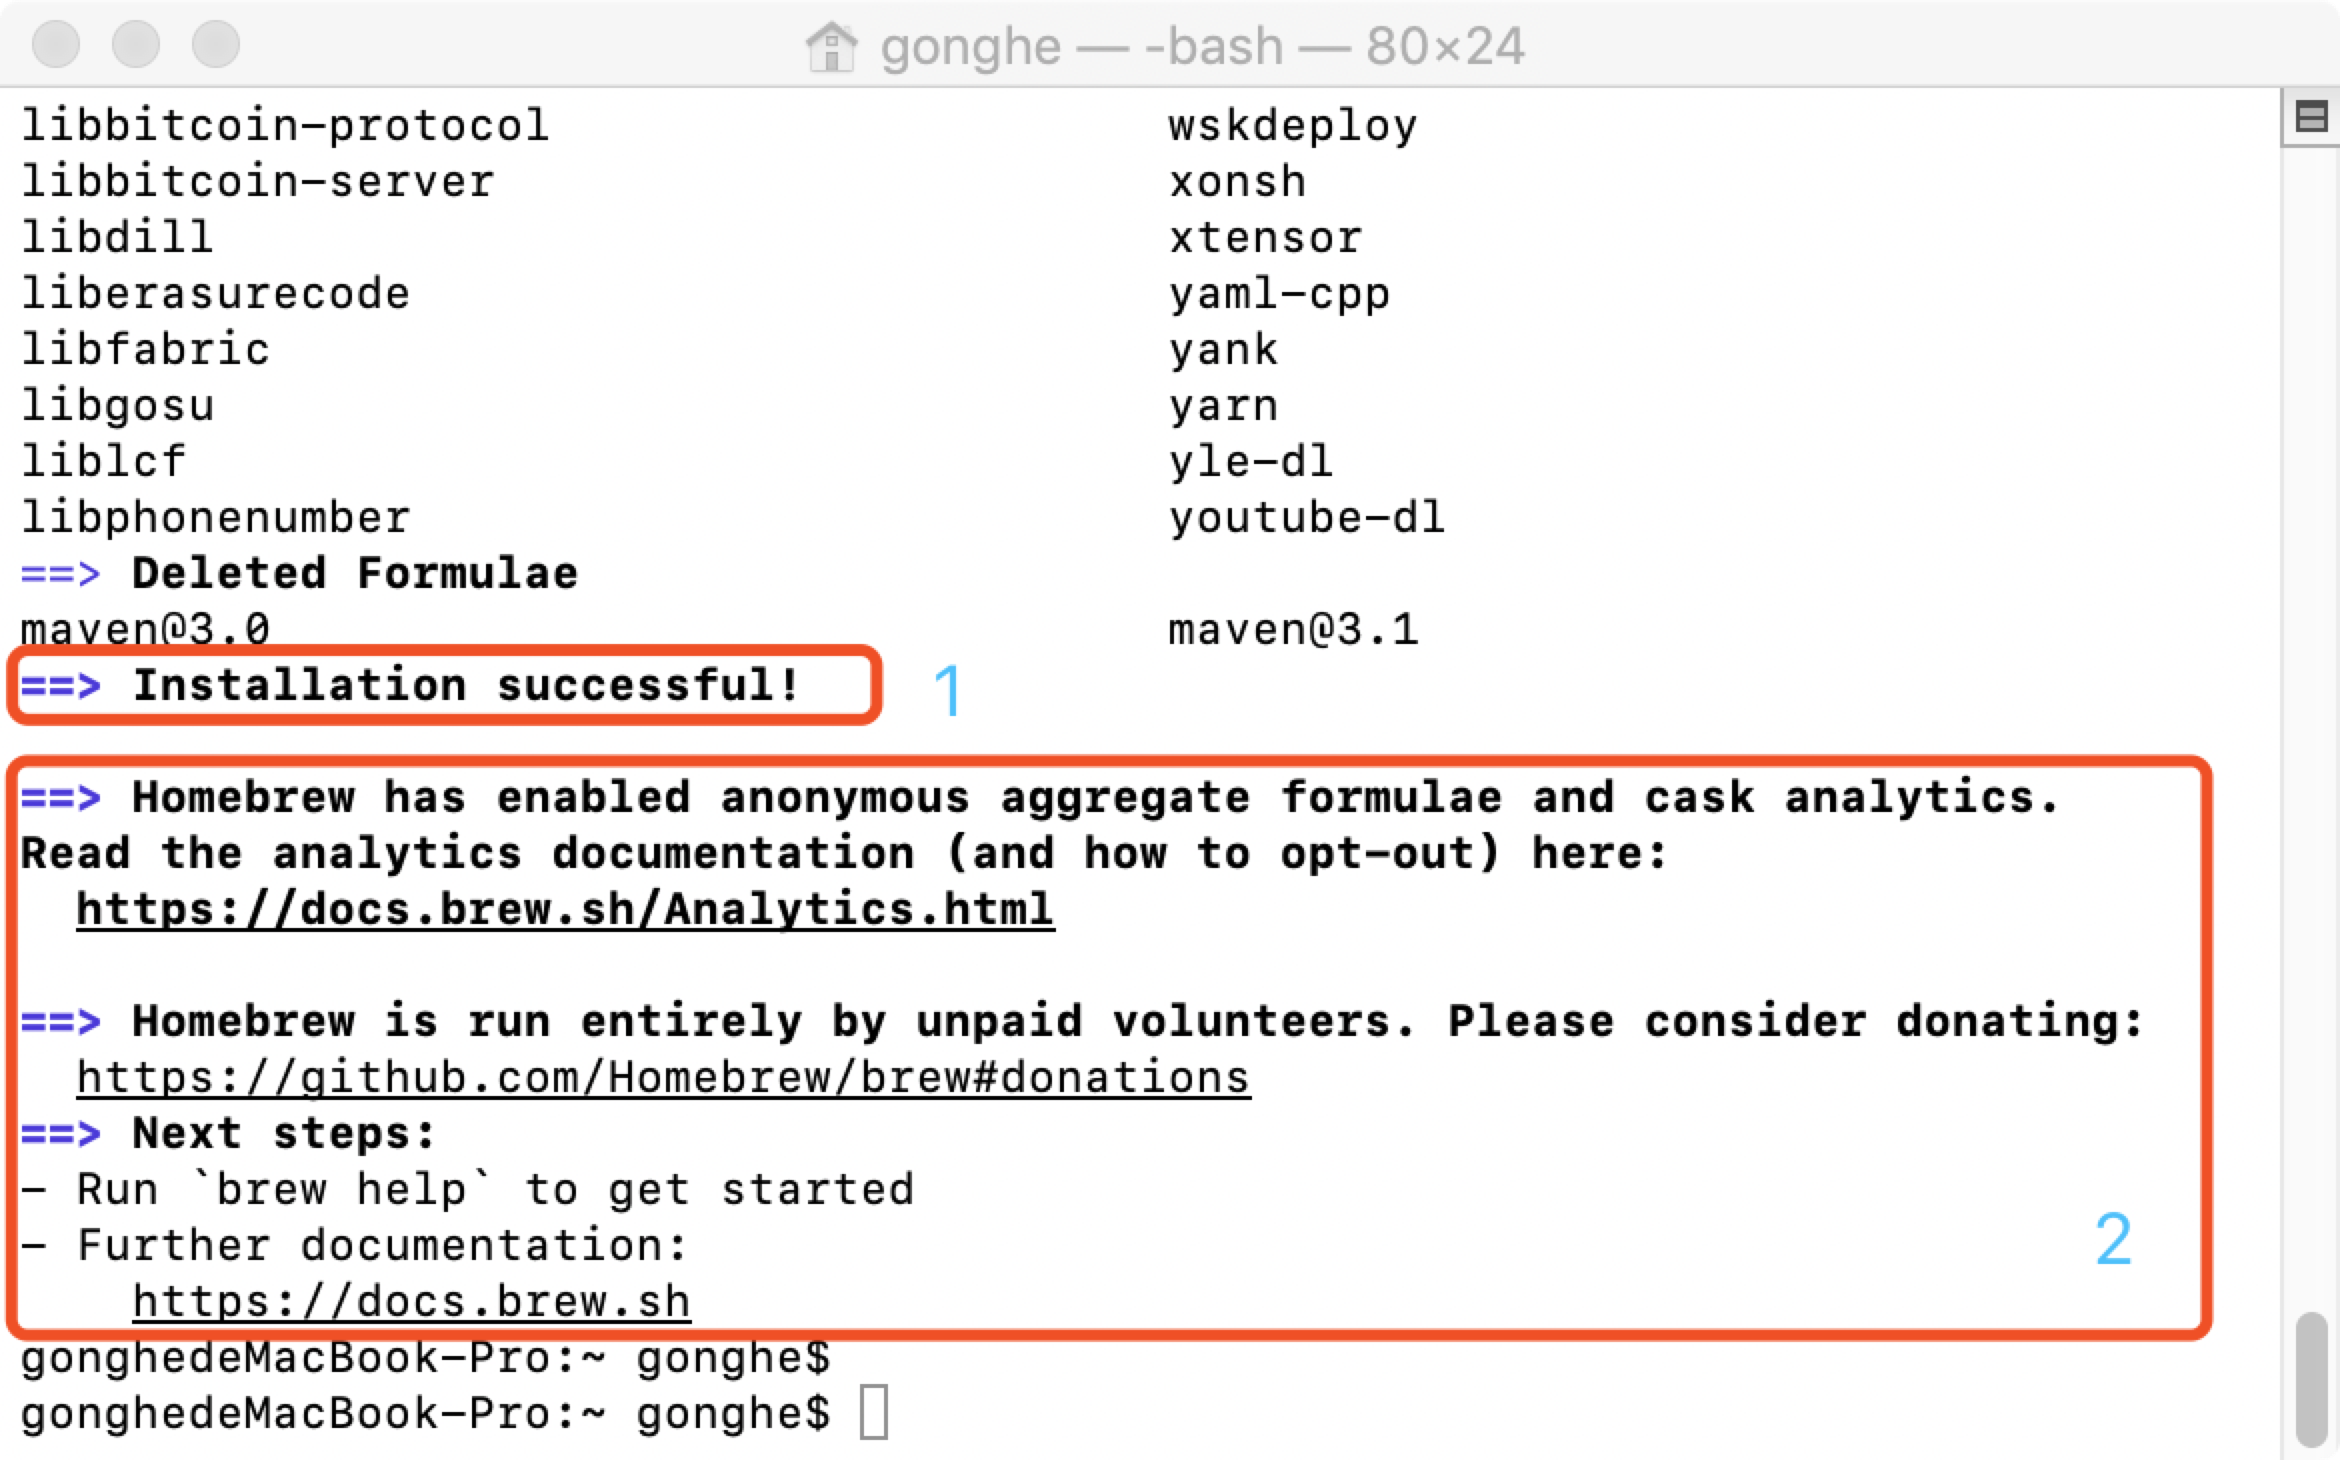 gonghe — -bash — 80×24
libbitcoin-protocol wskdeploy
libbitcoin-server xonsh
libdill xtensor
liberasurecode yaml-cpp
libfabric yank
libgosu yarn
liblcf yle-dl
libphonenumber youtube-dl
==> Deleted Formulae
maven@3.0 maven@3.1
==> Installation successful! 1
==> Homebrew has enabled anonymous aggregate formulae and cask analytics.
Read the analytics documentation (and how to opt-out) here:
https://docs.brew.sh/Analytics.html
==> Homebrew is run entirely by unpaid volunteers. Please consider donating:
https://github.com/Homebrew/brew#donations
==> Next steps:
- Run `brew help` to get started
- Further documentation: 2
https://docs.brew.sh
gonghedeMacBook-Pro:~ gonghe$
gonghedeMacBook-Pro:~ gonghe$